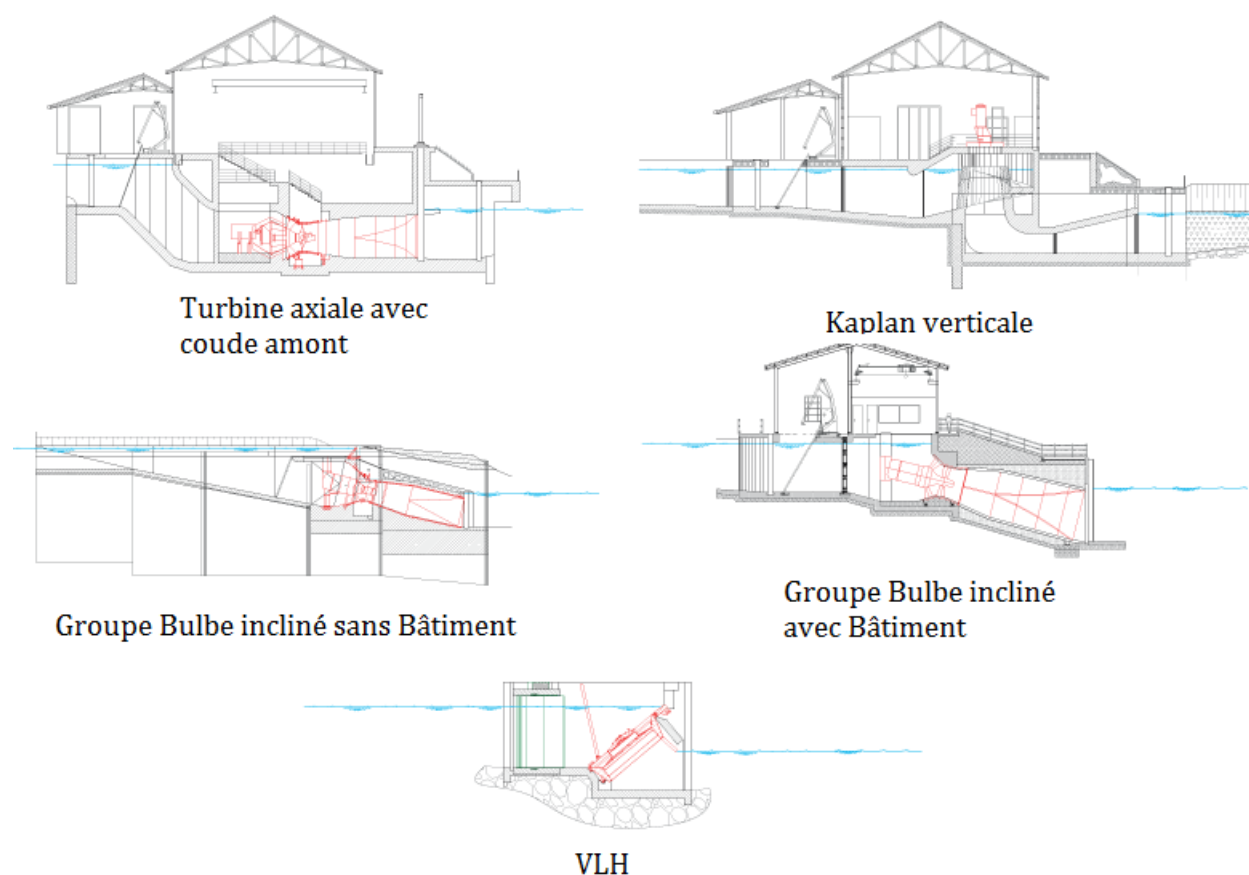 Turbine axiale avec
coude amont
Kaplan verticale
Groupe Bulbe incliné sans Bâtiment
Groupe Bulbe incliné
avec Bâtiment
VLH